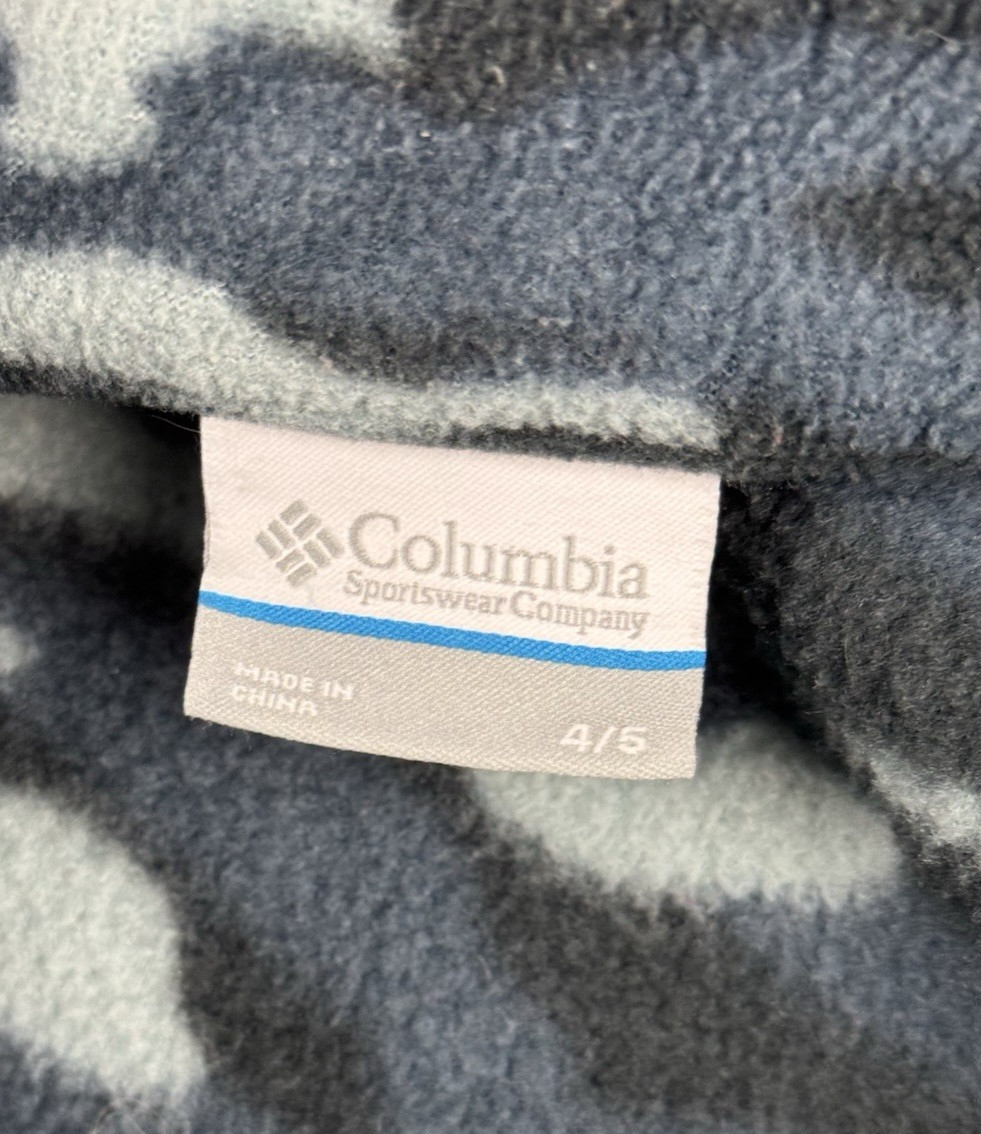 Columbia
Sportswear Company
MADE IN
CHINA
4/5